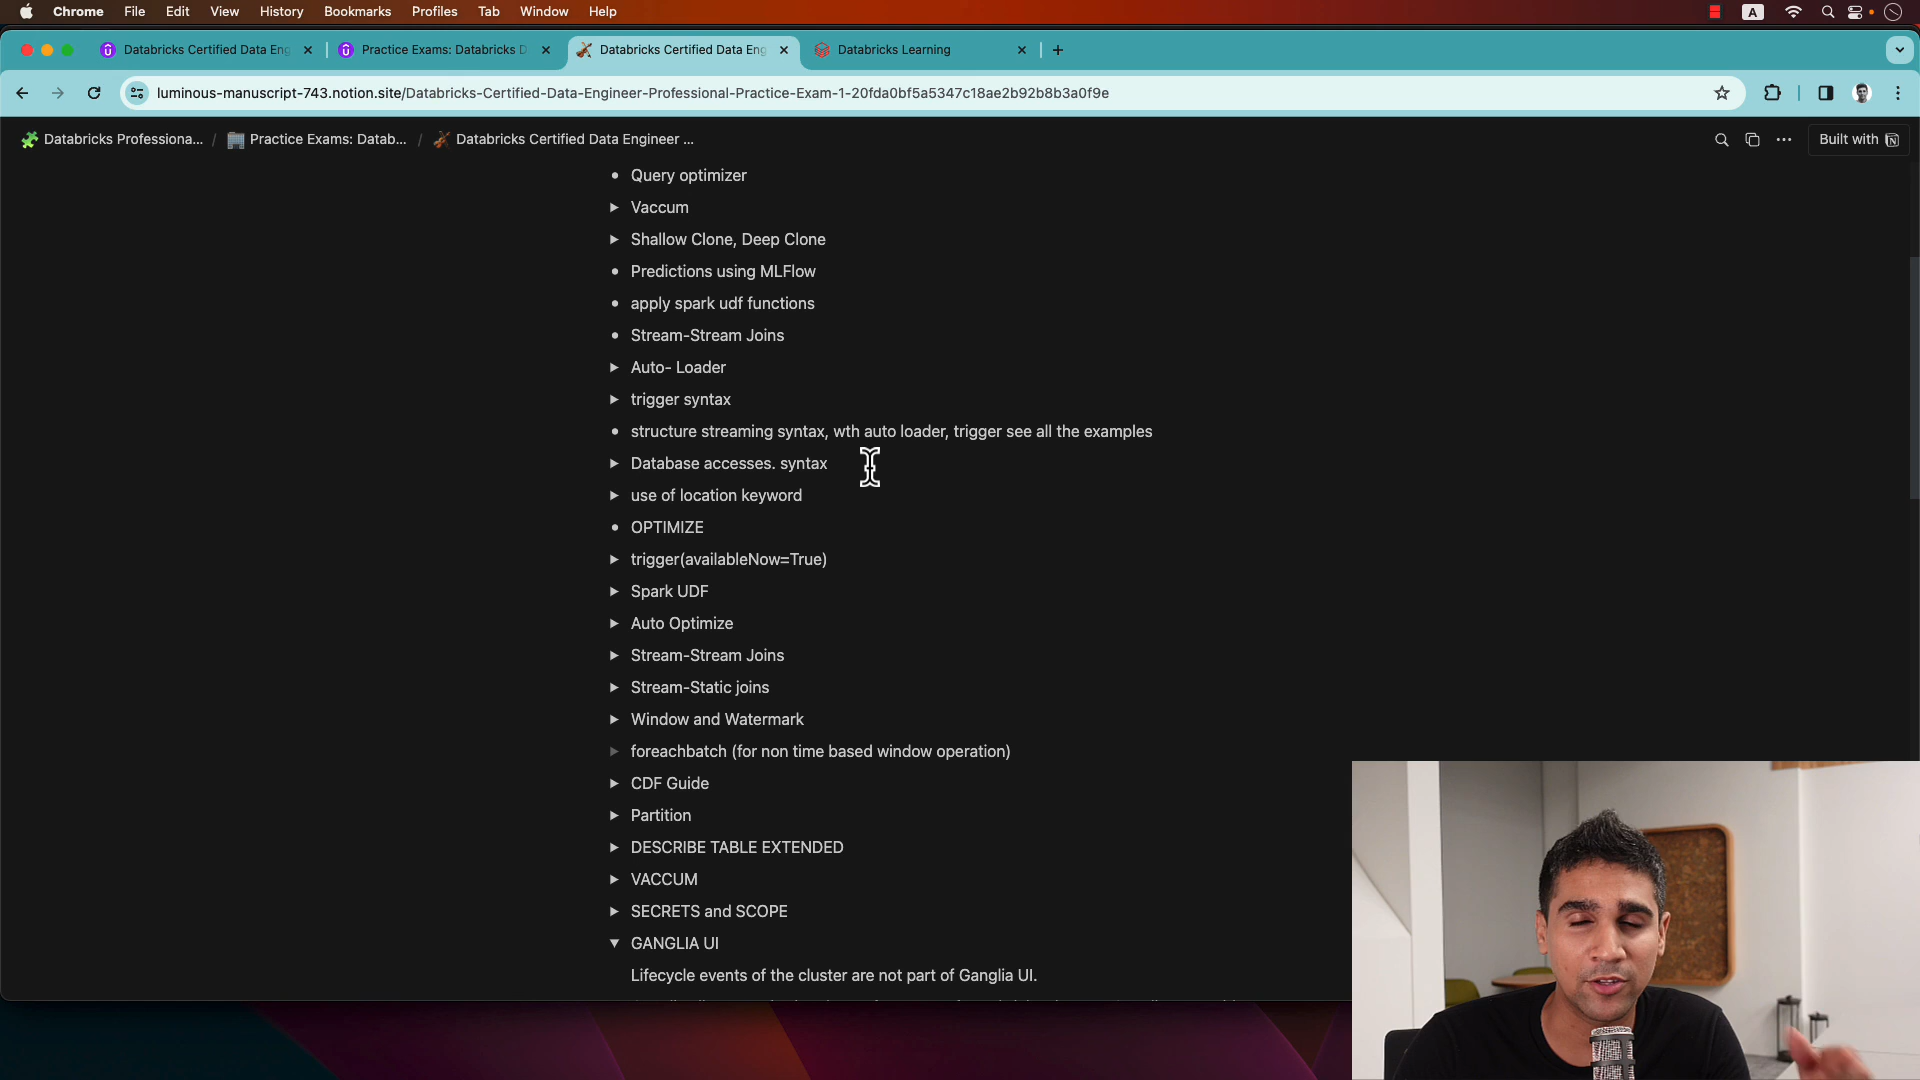 Chrome File Edit View History Bookmarks Profiles Tab Window Help
A
Databricks Certified Data Eng
Practice Exams: Databricks D
Databricks Certified Data Eng
Databricks Learning
luminous-manuscript-743.notion.site/Databricks-Certified-Data-Engineer-Professional-Practice-Exam-1-20fda0bf5a5347c18ae2b92b8b3a0f9e
Databricks Professiona... / Practice Exams: Datab... / Databricks Certified Data Engineer ...
Built with
Query optimizer
Vaccum
Shallow Clone, Deep Clone
Predictions using MLFlow
apply spark udf functions
Stream-Stream Joins
Auto- Loader
trigger syntax
structure streaming syntax, wth auto loader, trigger see all the examples
Database accesses. syntax
use of location keyword
OPTIMIZE
trigger(availableNow=True)
Spark UDF
Auto Optimize
Stream-Stream Joins
Stream-Static joins
Window and Watermark
foreachbatch (for non time based window operation)
CDF Guide
Partition
DESCRIBE TABLE EXTENDED
VACCUM
SECRETS and SCOPE
GANGLIA UI
Lifecycle events of the cluster are not part of Ganglia UI.